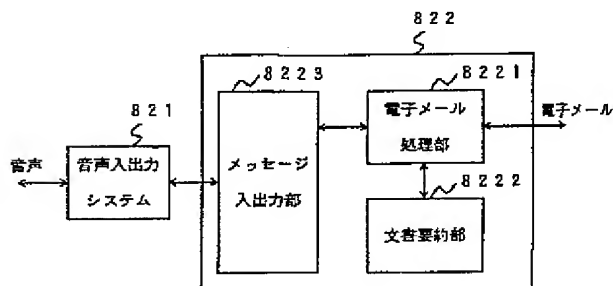 822
8223
8221
821
電子メール
処理部
電子メール
音声
音声入出力
システム
メッセージ
入出力部
8222
文書要約部